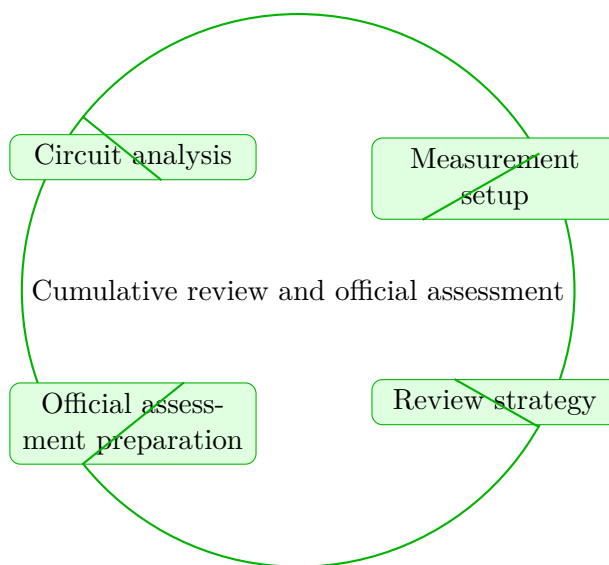 Circuit analysis
Measurement
setup
Cumulative review and official assessment
Official assess-
ment preparation
Review strategy